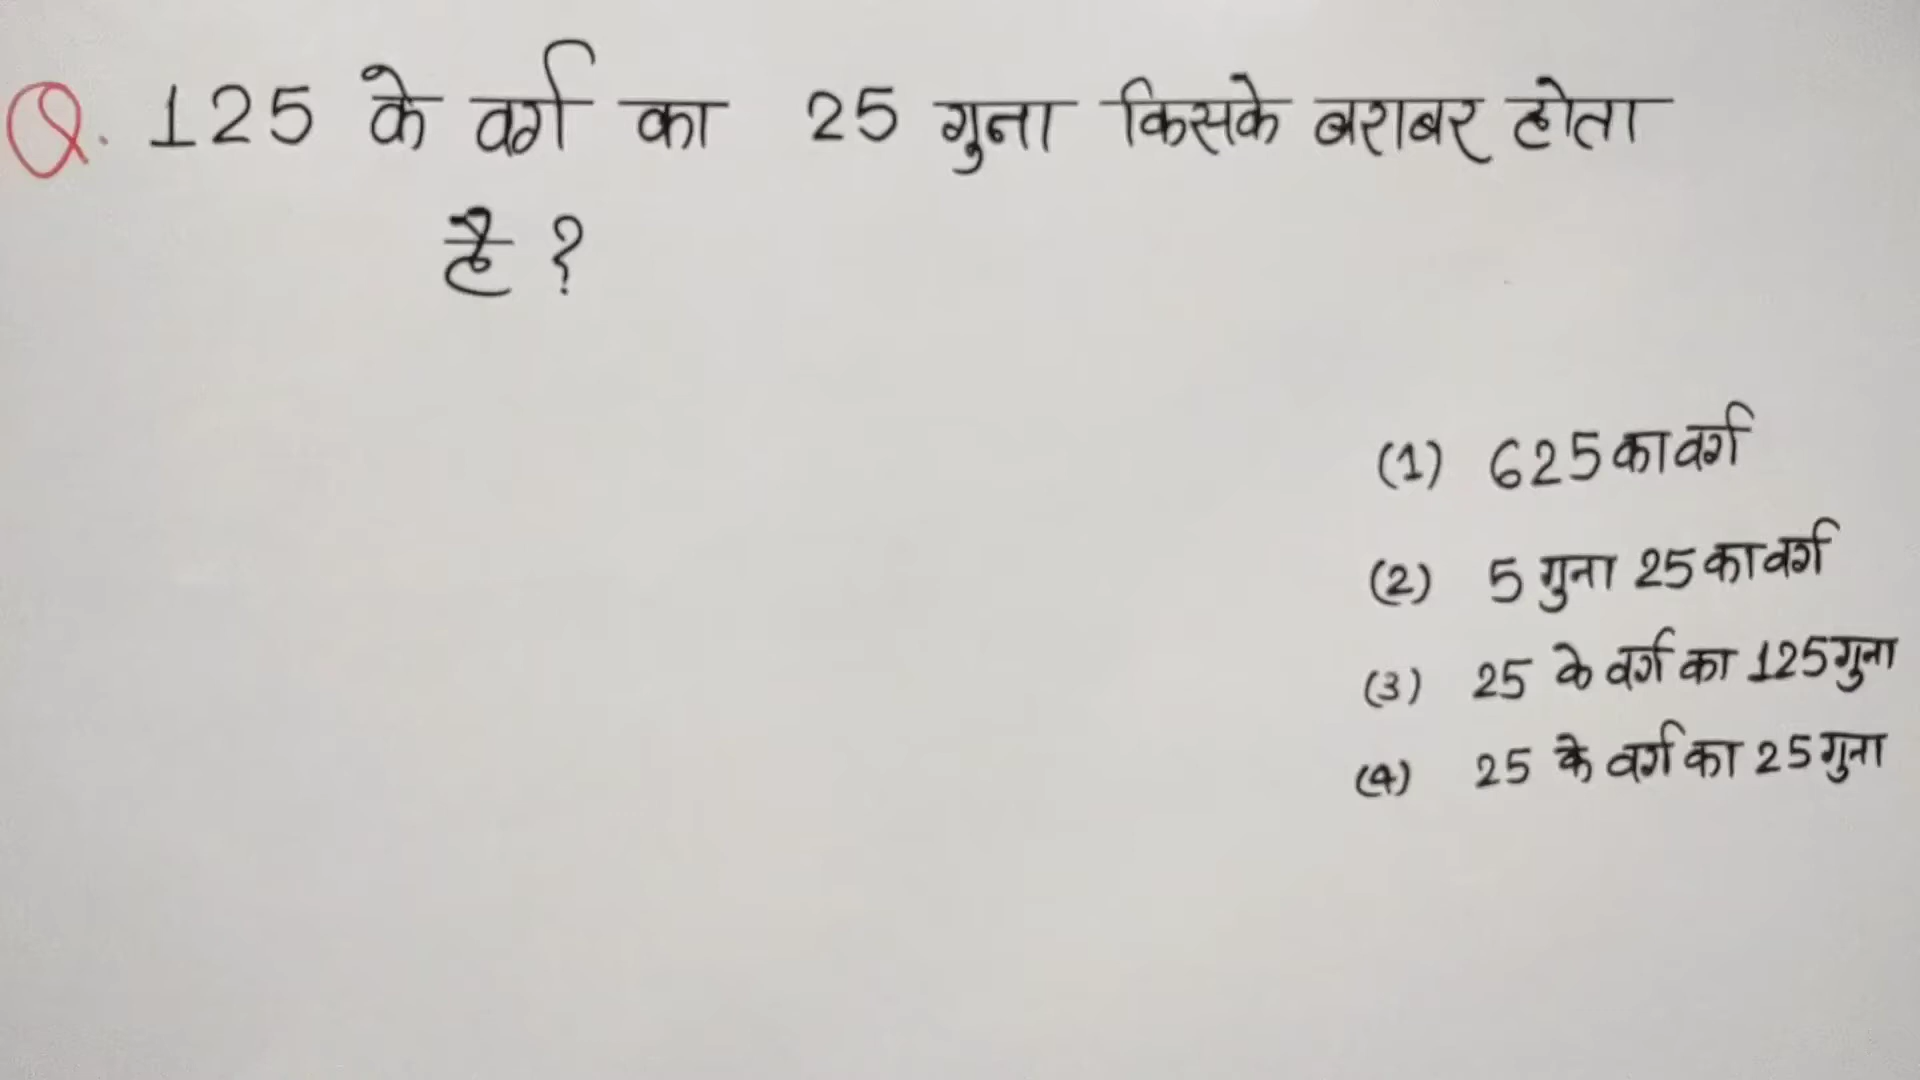 Q. 125 के वर्ग का 25 गुना किसके बराबर होता
है ?
(1) 625 का वर्ग
(2) 5 गुना 25 का वर्ग
(3) 25 के वर्ग का 125 गुना
(4) 25 के वर्ग का 25 गुना